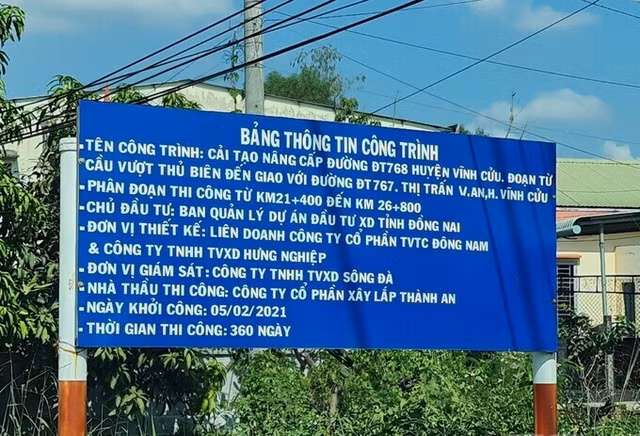 BẢNG THÔNG TIN CÔNG TRÌNH
- TÊN CÔNG TRÌNH: CẢI TẠO NÂNG CẤP ĐƯỜNG ĐT768 HUYỆN VĨNH CỬU. ĐOẠN TỪ
CẦU VƯỢT THỦ BIÊN ĐẾN GIAO VỚI ĐƯỜNG ĐT767. THỊ TRẤN V.AN,H. VĨNH CỬU
- PHÂN ĐOẠN THI CÔNG TỪ KM21+400 ĐẾN KM 26+800
- CHỦ ĐẦU TƯ: BAN QUẢN LÝ DỰ ÁN ĐẦU TƯ XD TỈNH ĐỒNG NAI
- ĐƠN VỊ THIẾT KẾ: LIÊN DOANH CÔNG TY CỔ PHẦN TVTC ĐÔNG NAM
& CÔNG TY TNHH TVXD HƯNG NGHIỆP
- ĐƠN VỊ GIÁM SÁT: CÔNG TY TNHH TVXD SÔNG ĐÀ
- NHÀ THẦU THI CÔNG: CÔNG TY CỔ PHẦN XÂY LẮP THÀNH AN
- NGÀY KHỞI CÔNG: 05/02/2021
- THỜI GIAN THI CÔNG: 360 NGÀY